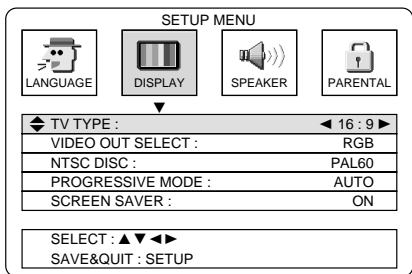 SETUP MENU
LANGUAGE DISPLAY SPEAKER PARENTAL
▼
TV TYPE : ◄ 16 : 9 ►
VIDEO OUT SELECT : RGB
NTSC DISC : PAL60
PROGRESSIVE MODE : AUTO
SCREEN SAVER : ON
SELECT : ▲ ▼ ◄ ►
SAVE&QUIT : SETUP